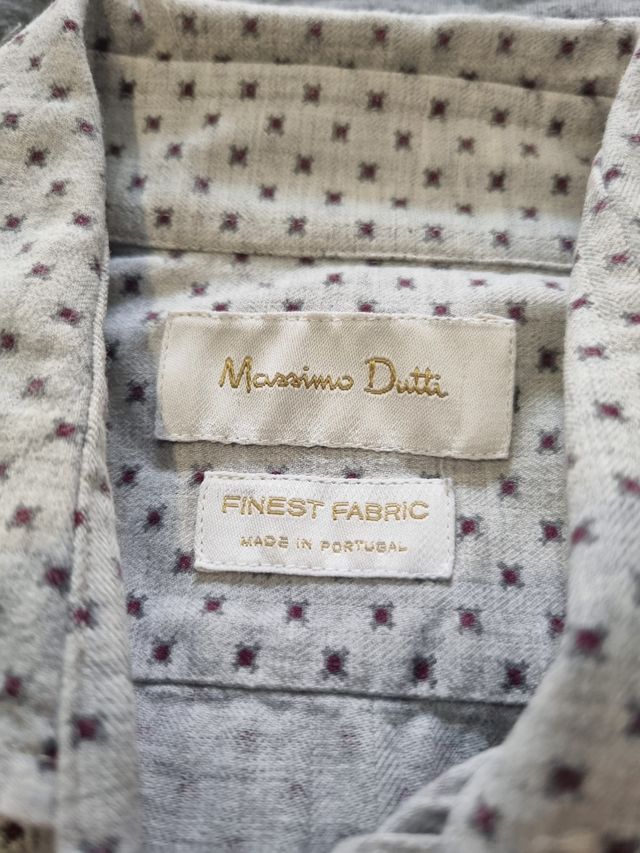 Massimo Dutti
FINEST FABRIC
MADE IN PORTUGAL